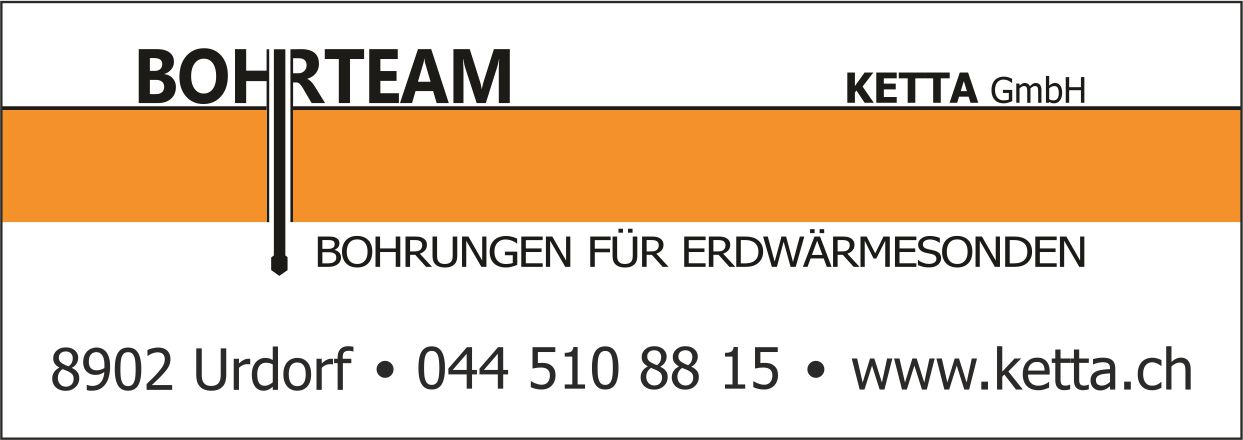 BOHRTEAM
KETTA GmbH
BOHRUNGEN FÜR ERDWÄRMESONDEN
8902 Urdorf • 044 510 88 15 • www.ketta.ch